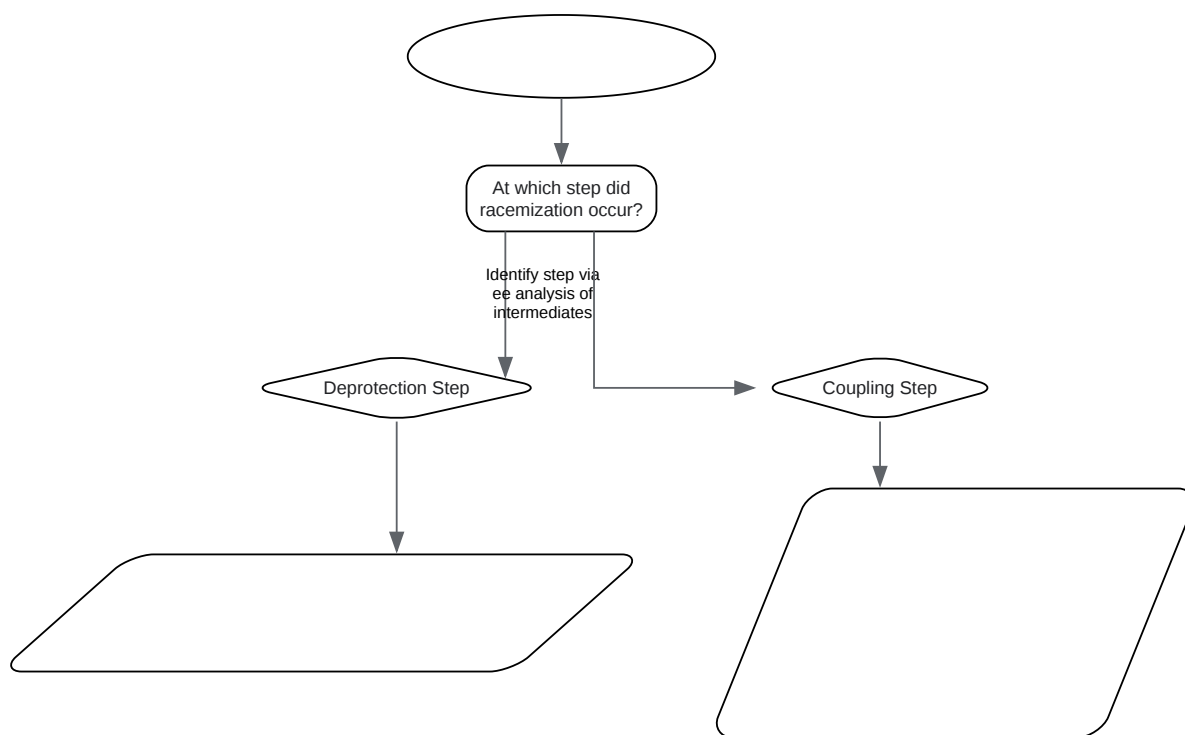 At which step did
racemization occur?
Identify step via
ee analysis of
intermediates
Deprotection Step
Coupling Step